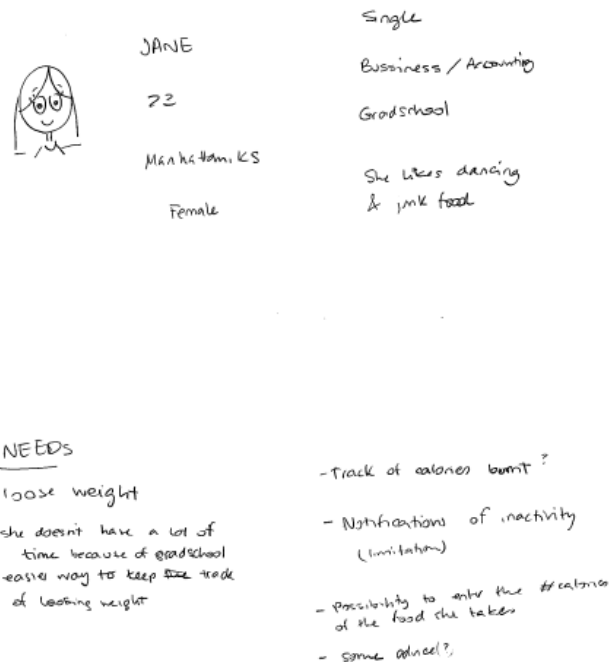 JANE
23
Manhattan, KS
Female
Single
Bussiness / Accounting
Gradschool
She likes dancing
& junk food
NEEDs
loose weight
she doesn't have a lot of
time because of gradschool
easier way to keep track
of loosing weight
- Track of calories burnt?
- Notifications of inactivity
(limitation)
- Possibility to enter the # calories
of the food she takes
- some advice?